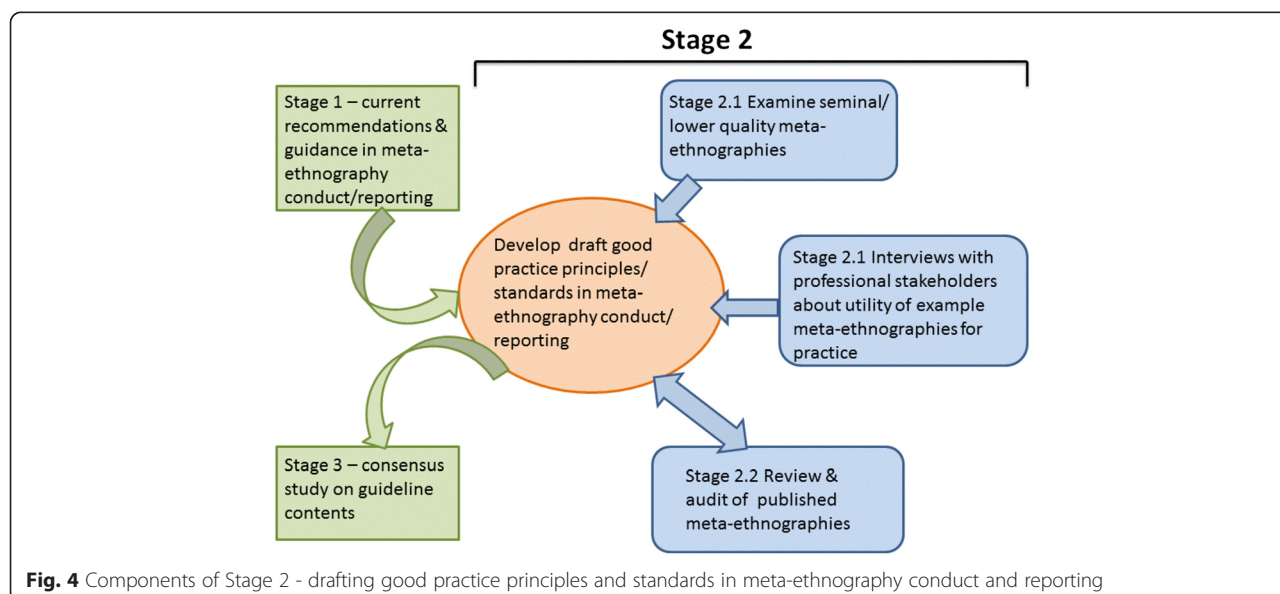 Stage 2
Stage 1 – current
recommendations &
guidance in meta-
ethnography
conduct/reporting
Stage 2.1 Examine seminal/
lower quality meta-
ethnographies
Develop draft good
practice principles/
standards in meta-
ethnography conduct/
reporting
Stage 2.1 Interviews with
professional stakeholders
about utility of example
meta-ethnographies for
practice
Stage 3 – consensus
study on guideline
contents
Stage 2.2 Review &
audit of published
meta-ethnographies
Fig. 4 Components of Stage 2 - drafting good practice principles and standards in meta-ethnography conduct and reporting